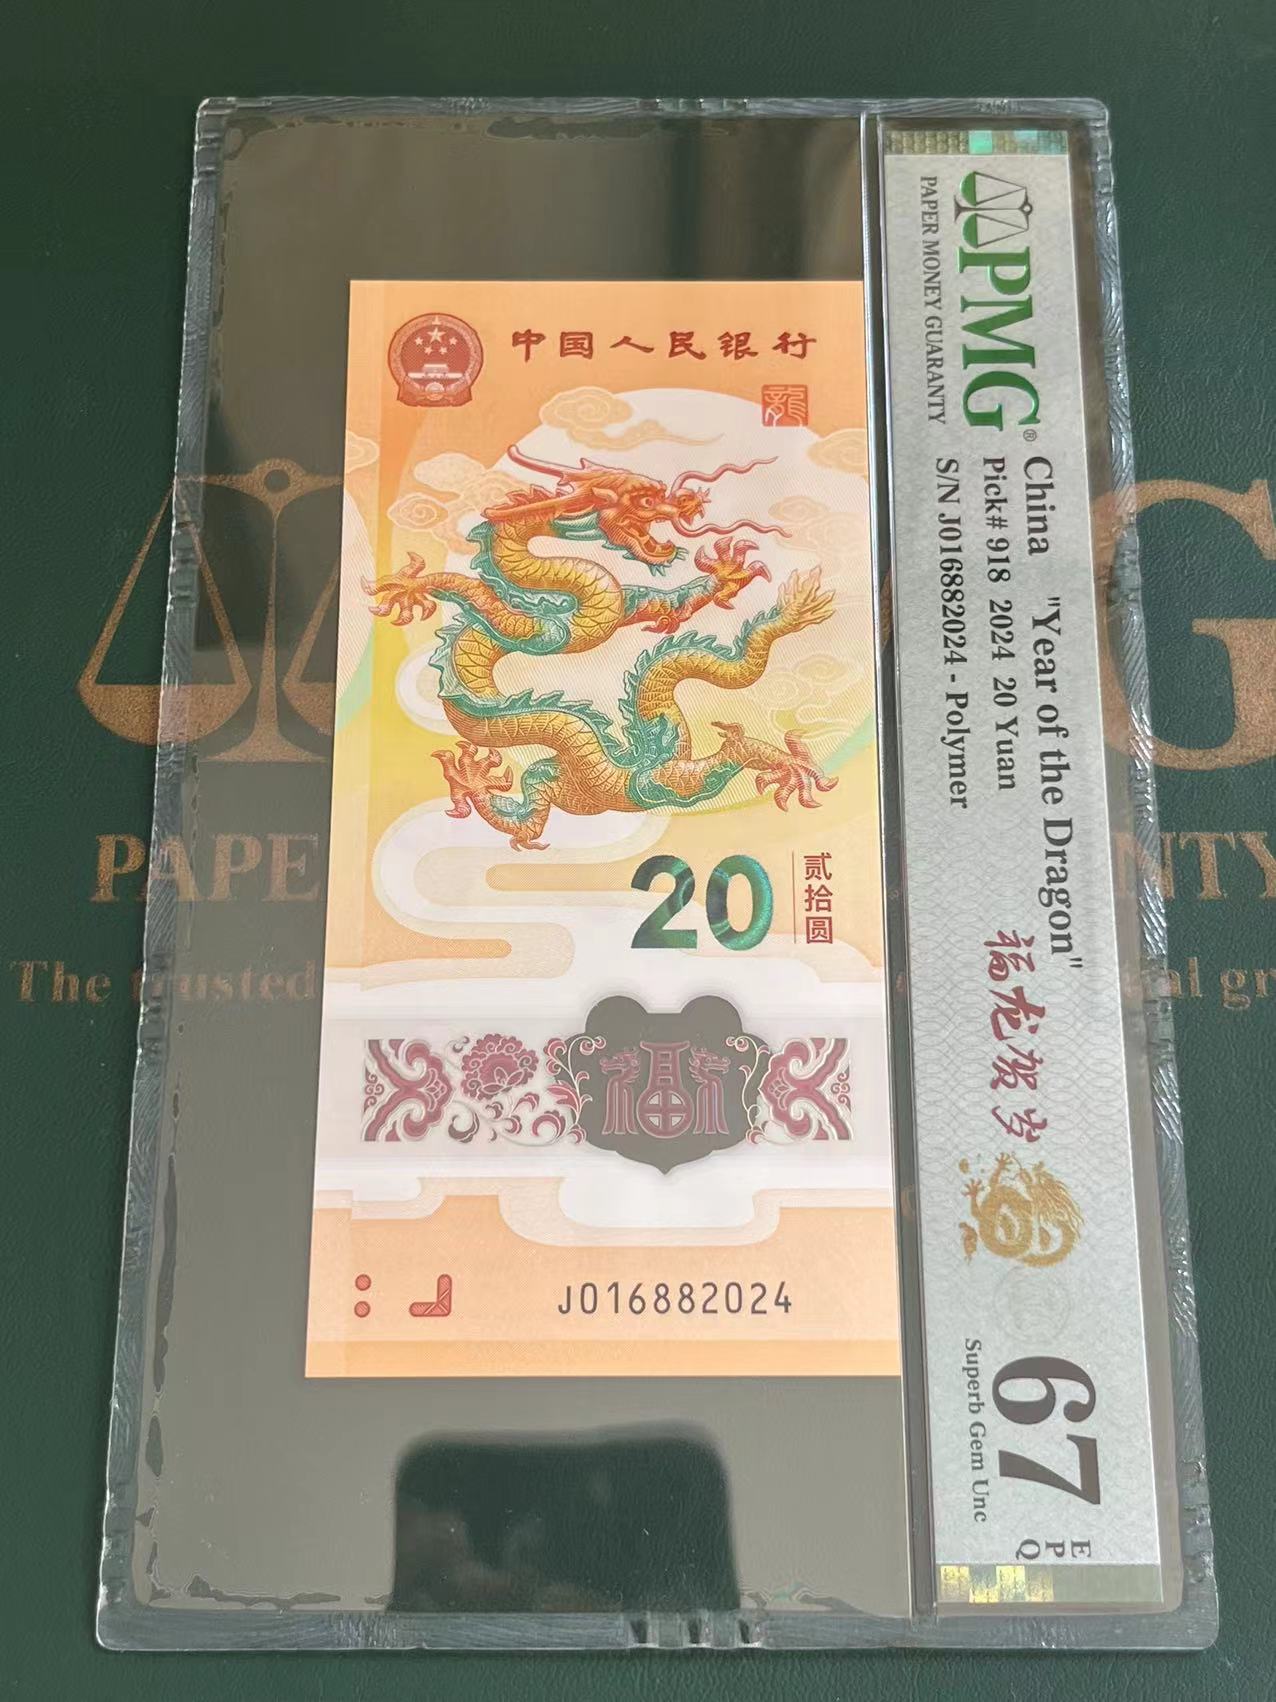 中国人民银行
龍
20
贰拾圆
福
J016882024
PMG®
PAPER MONEY GUARANTY
China "Year of the Dragon"
Pick# 918 2024 20 Yuan
S/N J016882024 - Polymer
福龙贺岁
67
EPQ
Superb Gem Unc
PAPE
G
NTY
The trusted
al gr